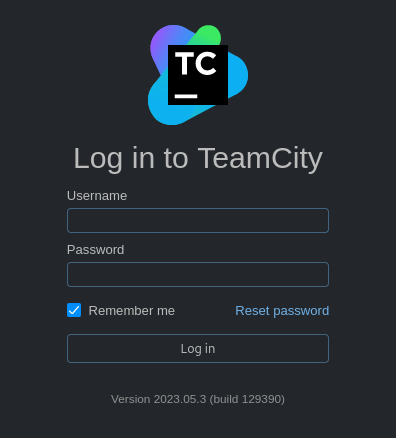 TC
Log in to TeamCity
Username
Password
Remember me Reset password
Log in
Version 2023.05.3 (build 129390)